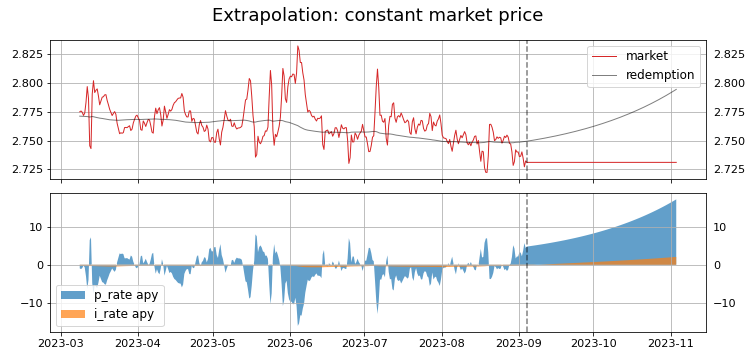 Extrapolation: constant market price
2.825 2.825
2.800 2.800
2.775 2.775
2.750 2.750
2.725 2.725
market
redemption
10 10
0 0
−10 −10
p_rate apy
i_rate apy
2023-03 2023-04 2023-05 2023-06 2023-07 2023-08 2023-09 2023-10 2023-11